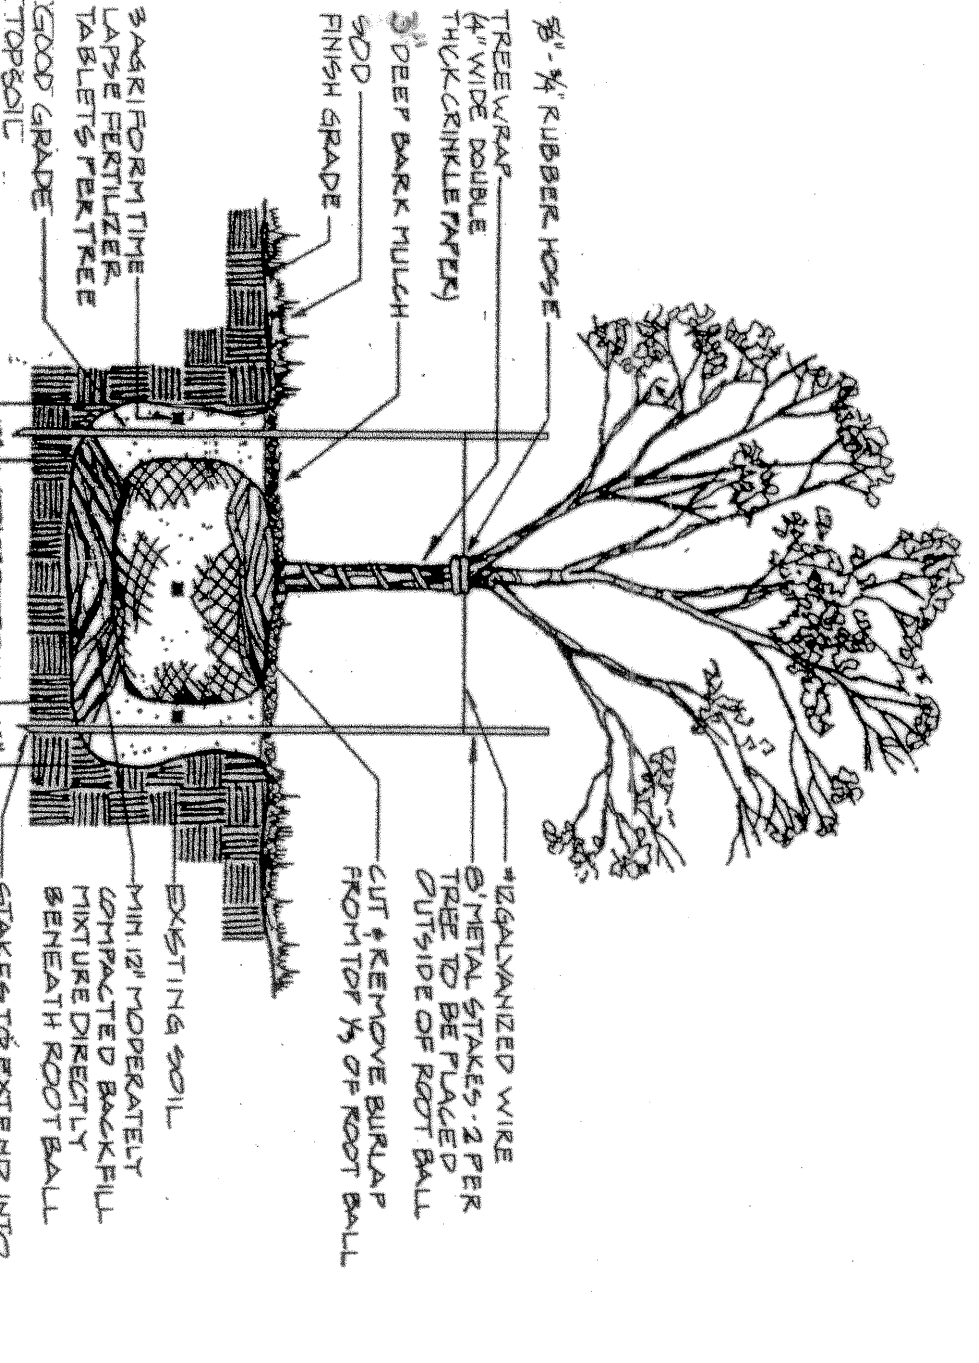 5/8" - 3/4" RUBBER HOSE
TREE WRAP
(4" WIDE DOUBLE
THICK CRINKLE PAPER)
3" DEEP BARK MULCH
SOD
FINISH GRADE
3 AGRIFORM TIME
LAPSE FERTILIZER
TABLETS PER TREE
GOOD GRADE
TOPSOIL
#12 GALVANIZED WIRE
8' METAL STAKES - 2 PER
TREE TO BE PLACED
OUTSIDE OF ROOT BALL
CUT & REMOVE BURLAP
FROM TOP 1/3 OF ROOT BALL
EXISTING SOIL
MIN. 12" MODERATELY
COMPACTED BACKFILL
MIXTURE DIRECTLY
BENEATH ROOT BALL
STAKES TO EXTEND INTO